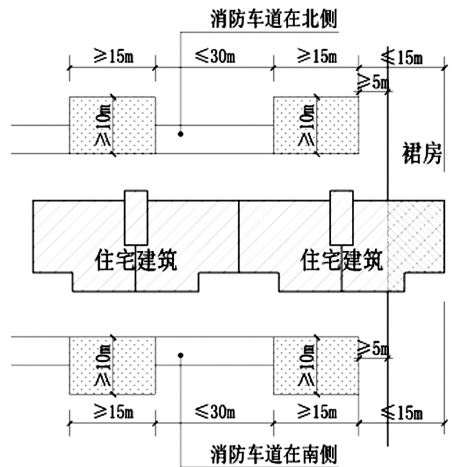 消防车道在北侧
≥15m ≤30m ≥15m ≤15m
≥5m
≥10m ≥10m
裙房
住宅建筑 住宅建筑
≥5m
≥10m ≥10m
≥15m ≤30m ≥15m ≤15m
消防车道在南侧